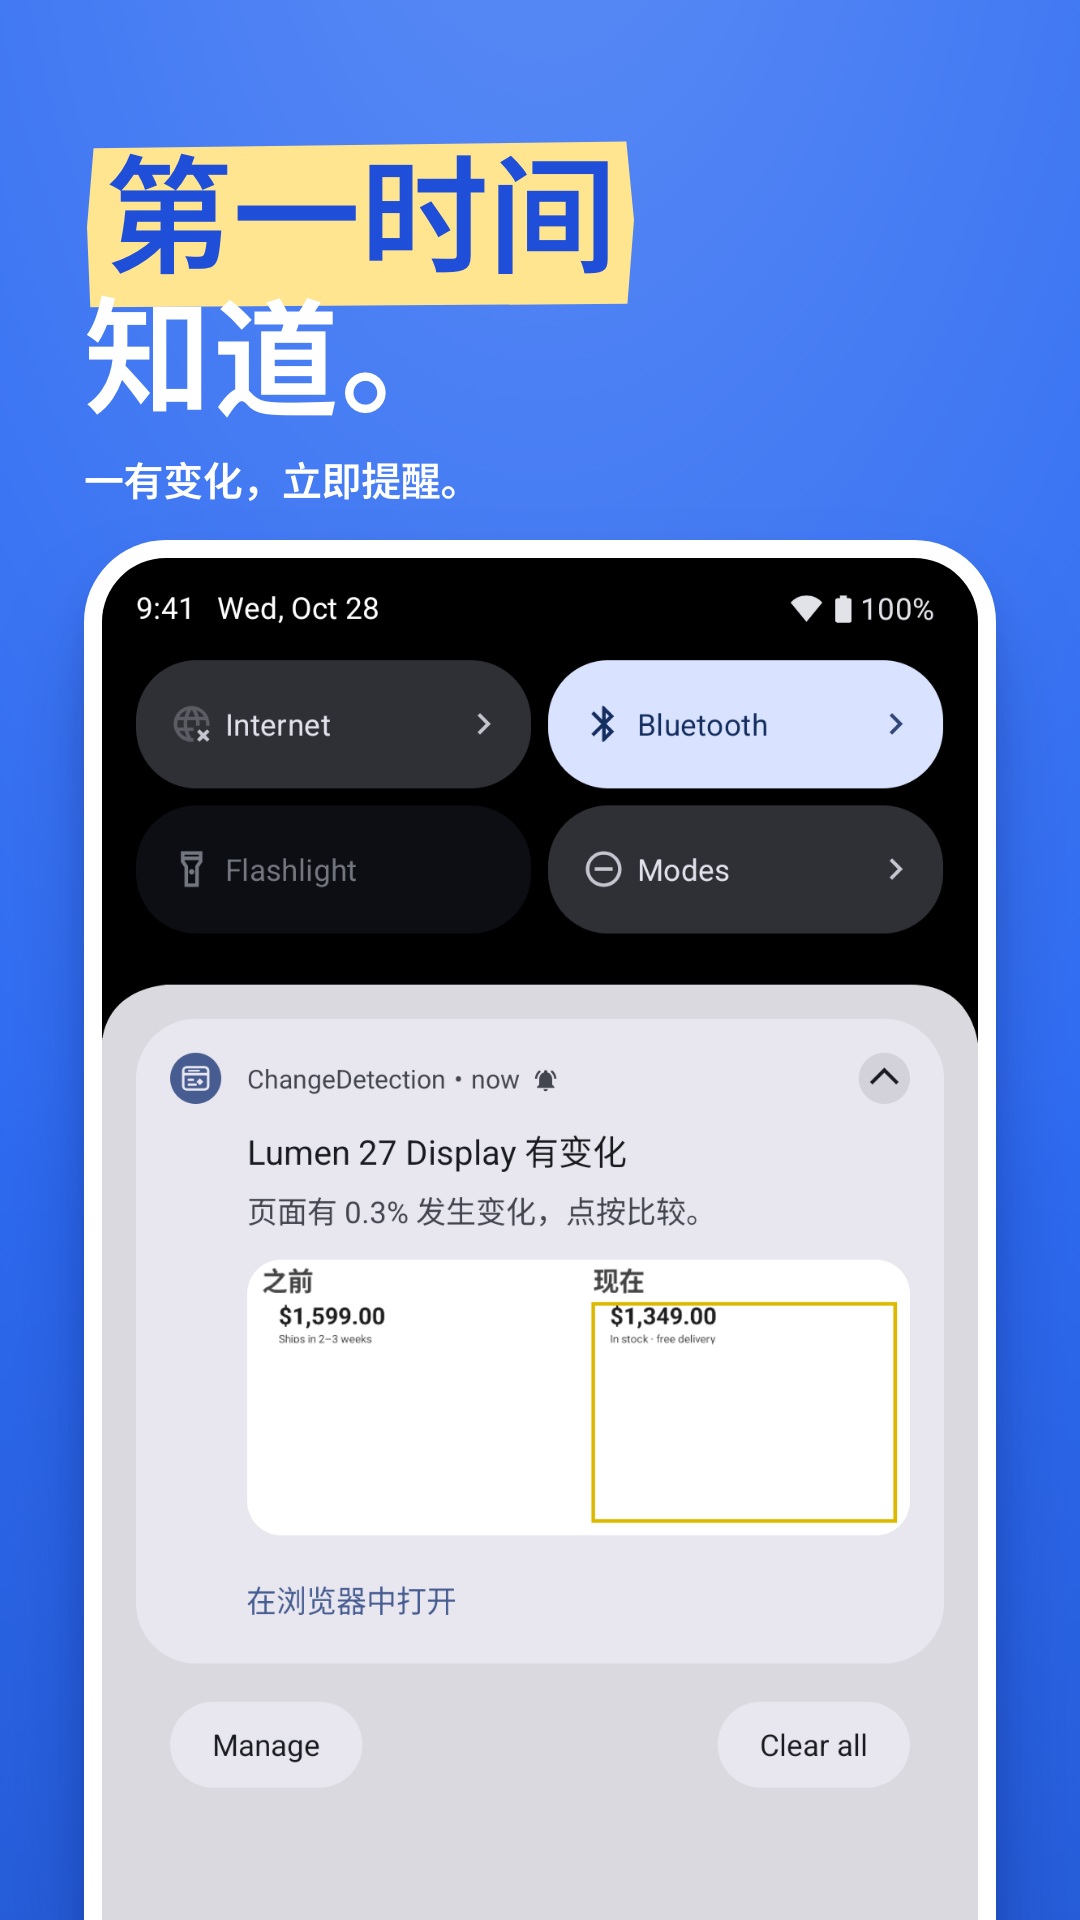 第一时间
知道。
一有变化，立即提醒。
9:41 Wed, Oct 28 100%
Internet
Bluetooth
Flashlight
Modes
ChangeDetection • now
Lumen 27 Display 有变化
页面有 0.3% 发生变化，点按比较。
之前 现在
$1,599.00 $1,349.00
Ships in 2–3 weeks In stock · free delivery
在浏览器中打开
Manage Clear all